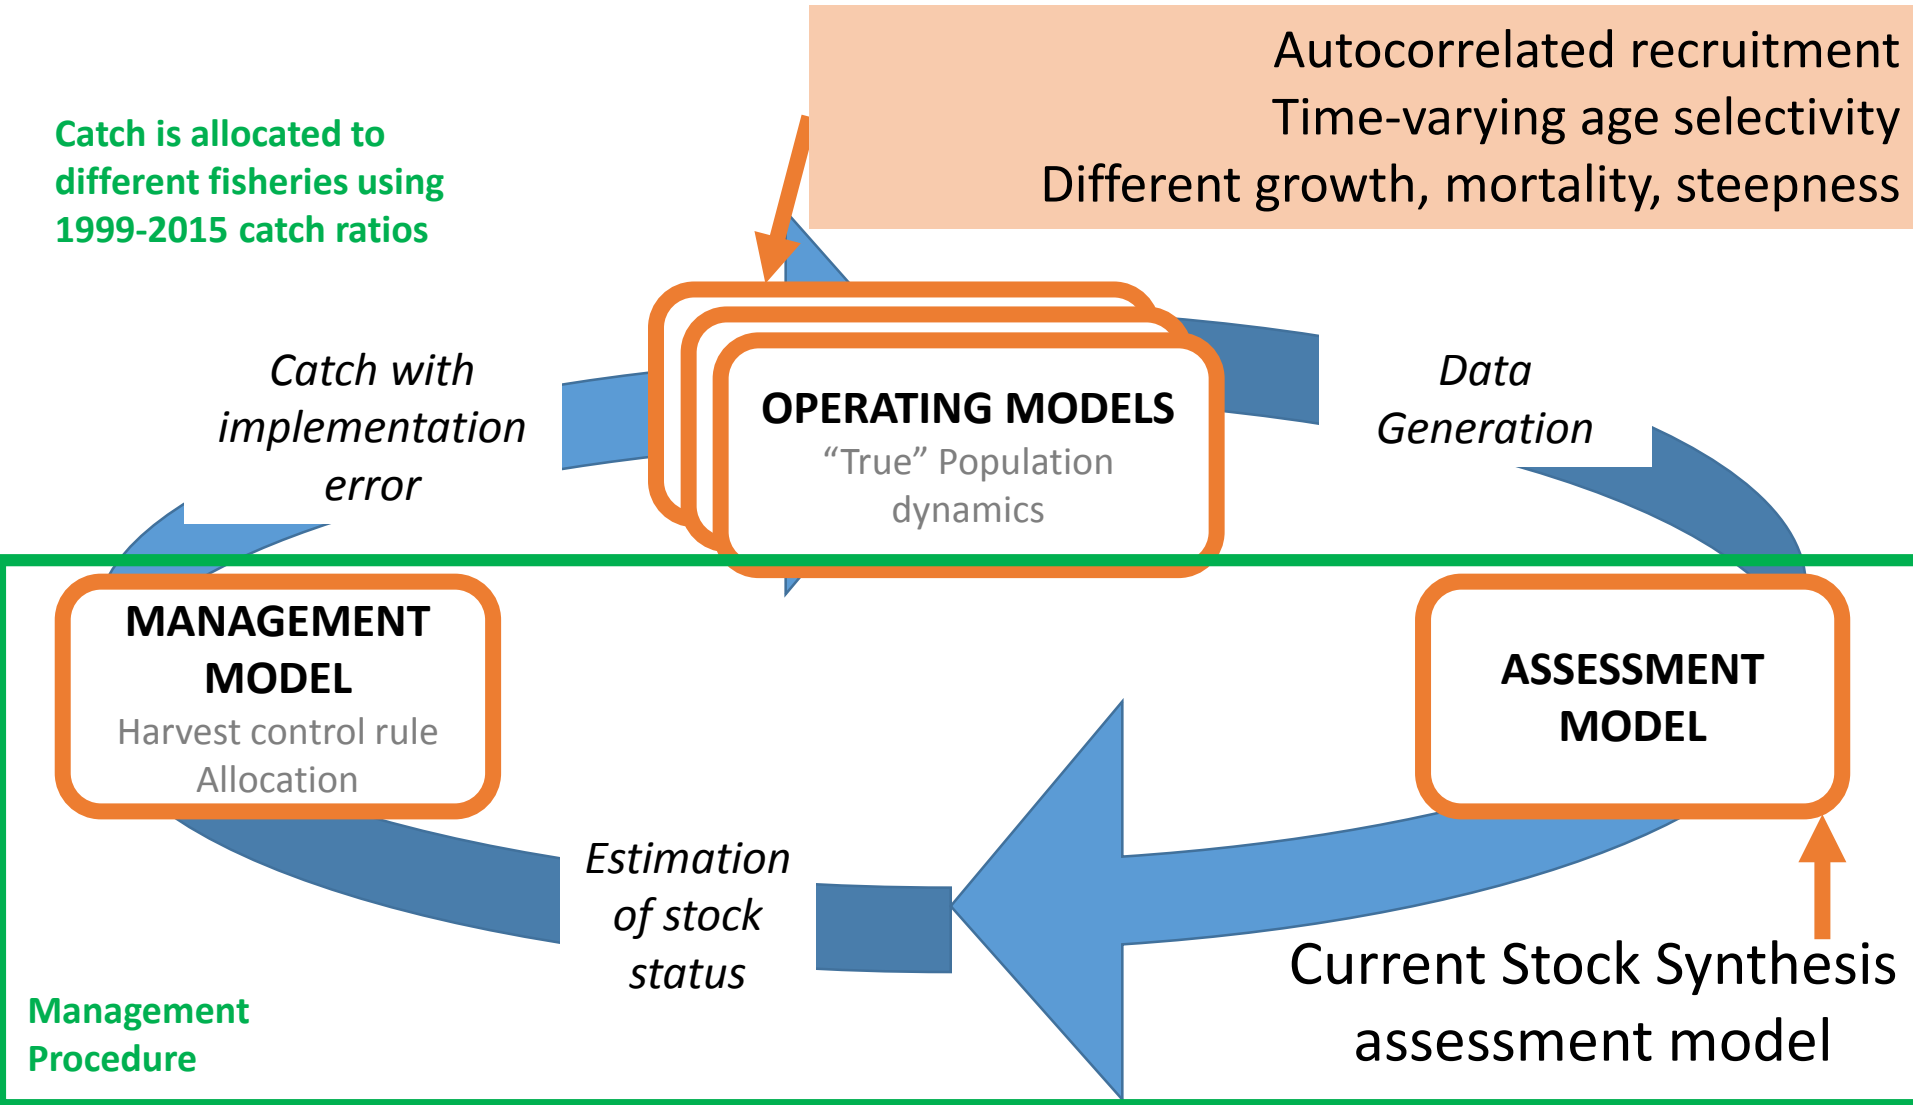 Autocorrelated recruitment
Time-varying age selectivity
Different growth, mortality, steepness
Catch is allocated to
different fisheries using
1999-2015 catch ratios
Catch with
implementation
error
OPERATING MODELS
“True” Population
dynamics
Data
Generation
MANAGEMENT
MODEL
Harvest control rule
Allocation
ASSESSMENT
MODEL
Estimation
of stock
status
Current Stock Synthesis
assessment model
Management
Procedure